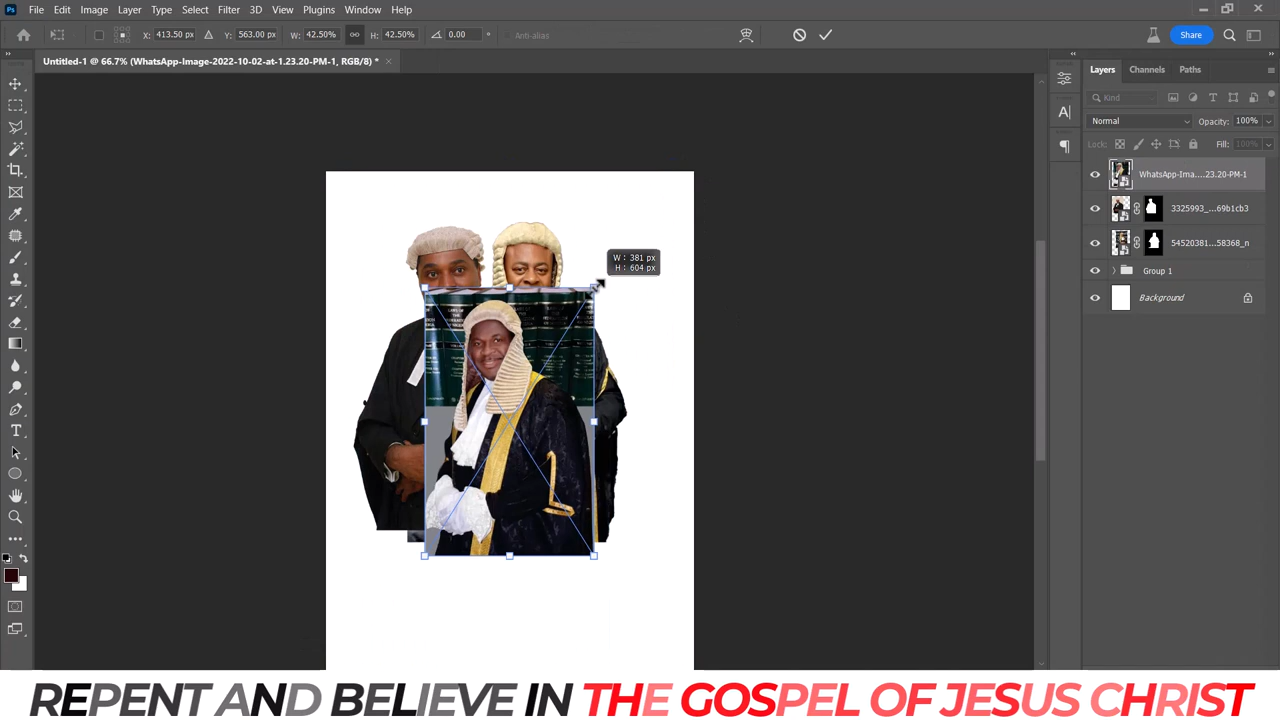 Ps File Edit Image Layer Type Select Filter 3D View Plugins Window Help
X: 413.50 px Y: 563.00 px W: 42.50% H: 42.50% 0.00 ° Anti-alias Share
Untitled-1 @ 66.7% (WhatsApp-Image-2022-10-02-at-1.23.20-PM-1, RGB/8) *
Layers Channels Paths
Kind
Normal Opacity: 100%
Lock: Fill: 100%
WhatsApp-Ima....23.20-PM-1
3325993_...69b1cb3
54520381...58368_n
Group 1
Background
W : 381 px
H : 604 px
LAWS OF
REPENT AND BELIEVE IN THE GOSPEL OF JESUS CHRIST